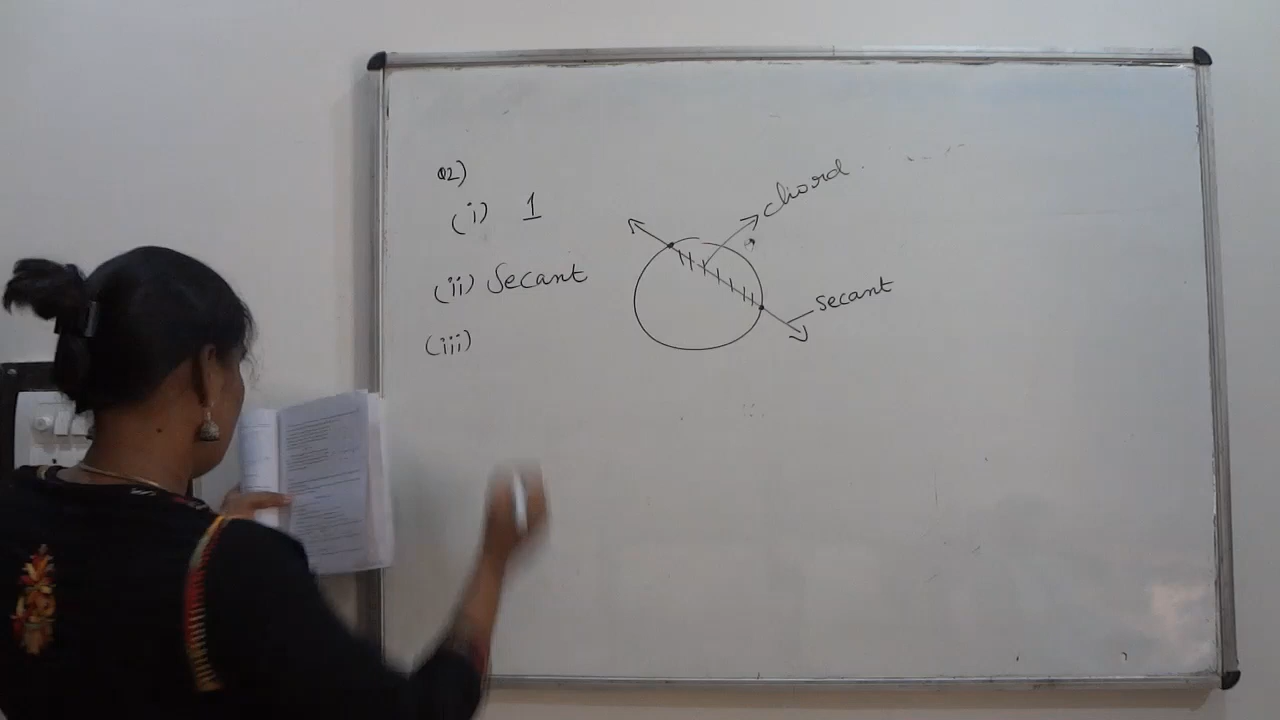 Q2)
(i) 1
(ii) Secant
(iii)
chord.
secant